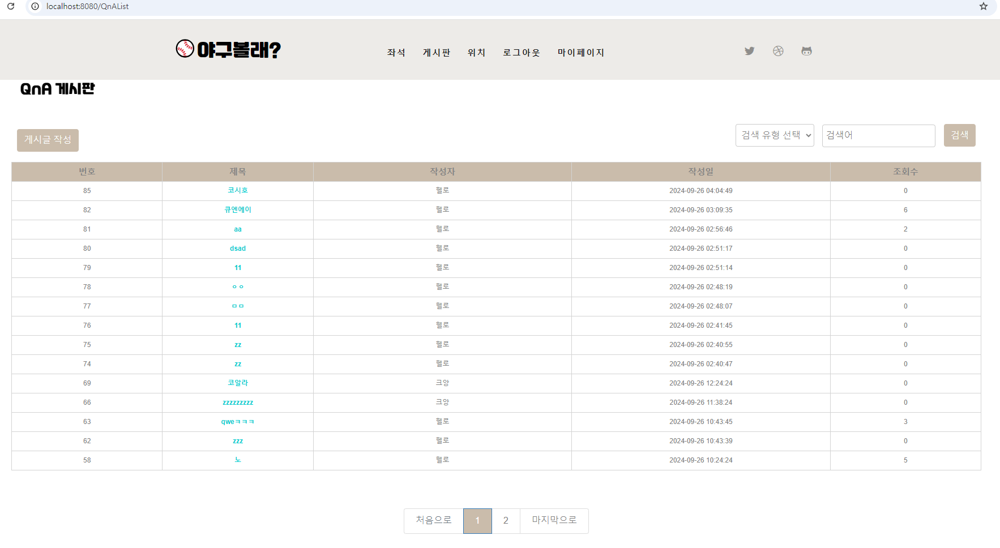 localhost:8080/QnAList
야구볼래?
좌석 게시판 위치 로그아웃 마이페이지
QnA 게시판
게시글 작성 검색 유형 선택 검색어 검색
번호 제목 작성자 작성일 조회수
85 코시호 헬로 2024-09-26 04:04:49 0
82 큐엔에이 헬로 2024-09-26 03:09:35 6
81 aa 헬로 2024-09-26 02:56:46 2
80 dsad 헬로 2024-09-26 02:51:17 0
79 11 헬로 2024-09-26 02:51:14 0
78 ㅇㅇ 헬로 2024-09-26 02:48:19 0
77 ㅁㅁ 헬로 2024-09-26 02:48:07 0
76 11 헬로 2024-09-26 02:41:45 0
75 zz 헬로 2024-09-26 02:40:55 0
74 zz 헬로 2024-09-26 02:40:47 0
69 코알라 크앙 2024-09-26 12:24:24 0
66 zzzzzzzzz 크앙 2024-09-26 11:38:24 0
63 qweㅋㅋㅋ 헬로 2024-09-26 10:43:45 3
62 zzz 헬로 2024-09-26 10:43:39 0
58 노 헬로 2024-09-26 10:24:24 5
처음으로 1 2 마지막으로